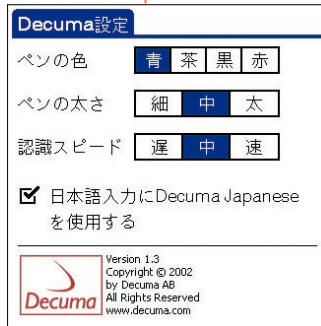 Decuma設定
ペンの色 青 茶 黒 赤
ペンの太さ 細 中 太
認識スピード 遅 中 速
日本語入力にDecuma Japanese
を使用する
Version 1.3
Copyright © 2002
by Decuma AB
All Rights Reserved
www.decuma.com
Decuma